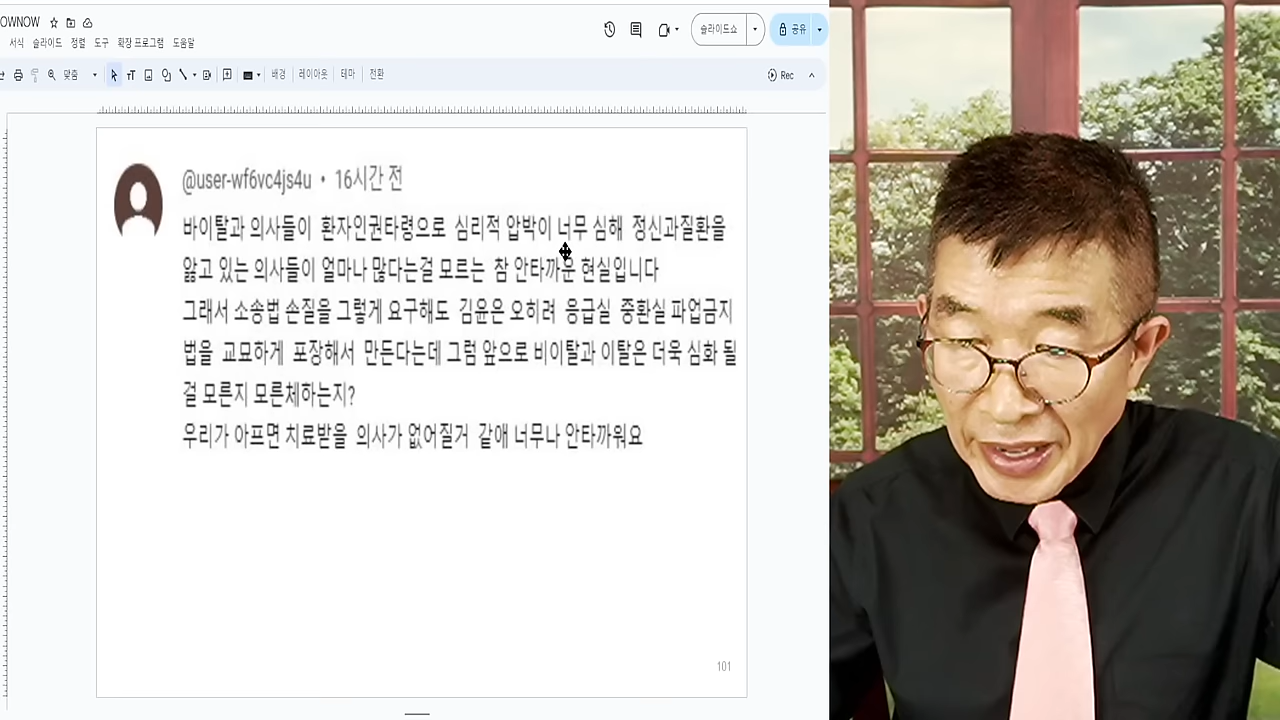 OWNOW
서식 슬라이드 정렬 도구 확장 프로그램 도움말
슬라이드쇼
공유
맞춤
배경 레이아웃 테마 전환
Rec
@user-wf6vc4js4u • 16시간 전
바이탈과 의사들이 환자인권타령으로 심리적 압박이 너무 심해 정신과질환을
앓고 있는 의사들이 얼마나 많다는걸 모르는 참 안타까운 현실입니다
그래서 소송법 손질을 그렇게 요구해도 김윤은 오히려 응급실 중환실 파업금지
법을 교묘하게 포장해서 만든다는데 그럼 앞으로 비이탈과 이탈은 더욱 심화 될
걸 모른지 모른체하는지?
우리가 아프면 치료받을 의사가 없어질거 같애 너무나 안타까워요
101